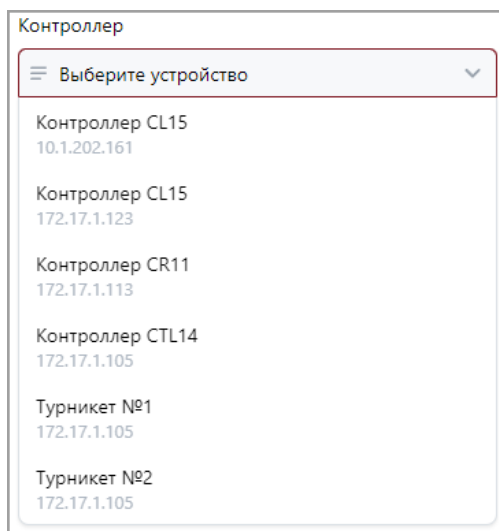 Контроллер
Выберите устройство
Контроллер CL15
10.1.202.161
Контроллер CL15
172.17.1.123
Контроллер CR11
172.17.1.113
Контроллер CTL14
172.17.1.105
Турникет №1
172.17.1.105
Турникет №2
172.17.1.105